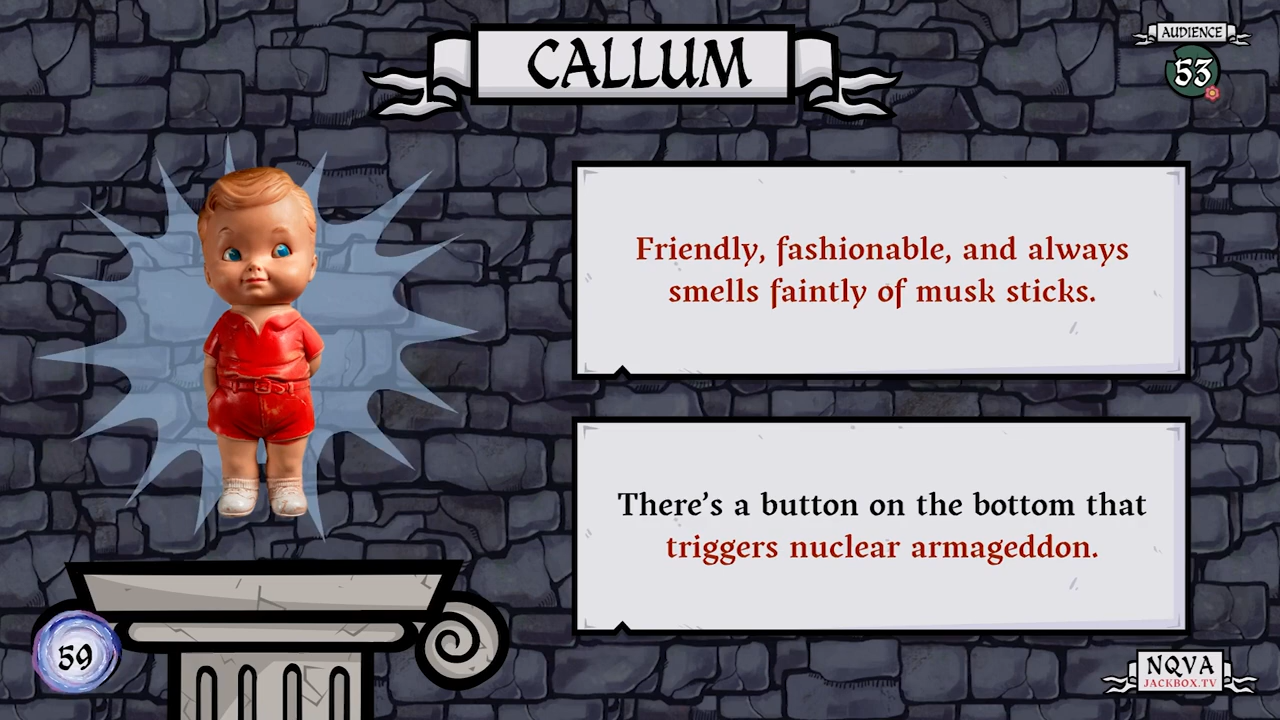 CALLUM
AUDIENCE
53
Friendly, fashionable, and always
smells faintly of musk sticks.
There's a button on the bottom that
triggers nuclear armageddon.
59
NQVA
JACKBOX.TV